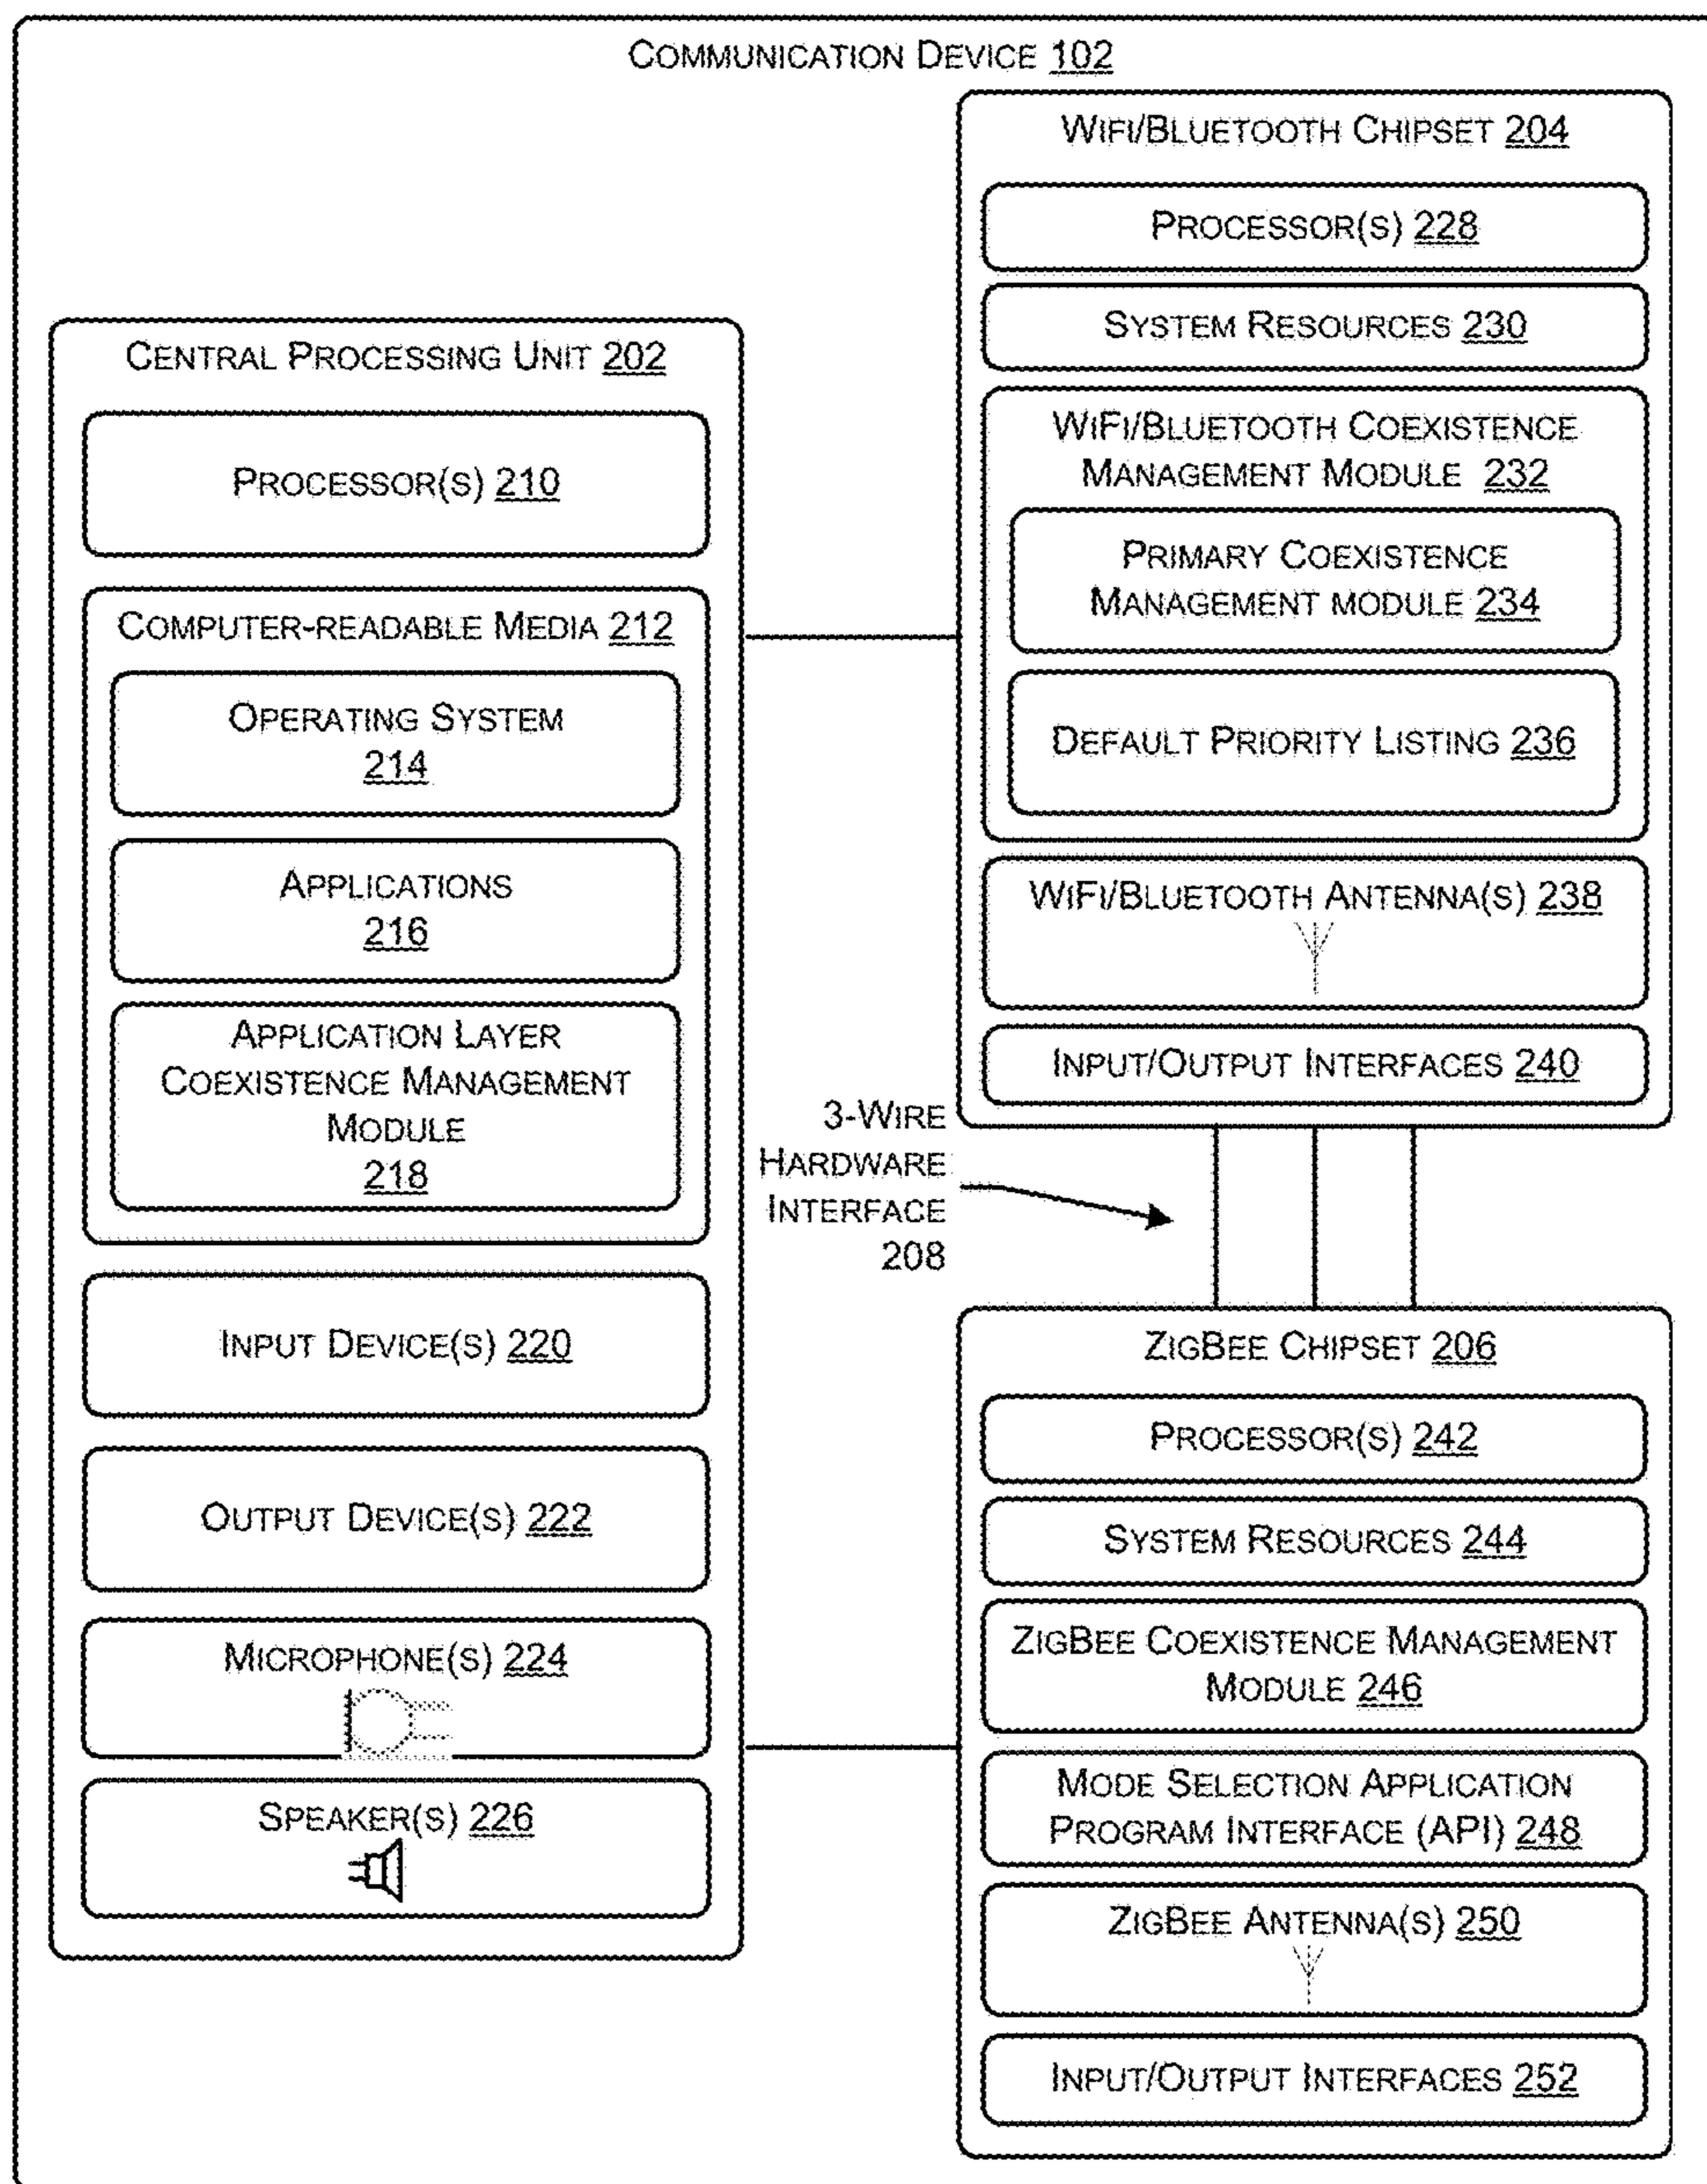 COMMUNICATION DEVICE 102
CENTRAL PROCESSING UNIT 202
PROCESSOR(S) 210
COMPUTER-READABLE MEDIA 212
OPERATING SYSTEM
214
APPLICATIONS
216
APPLICATION LAYER
COEXISTENCE MANAGEMENT
MODULE
218
INPUT DEVICE(S) 220
OUTPUT DEVICE(S) 222
MICROPHONE(S) 224
SPEAKER(S) 226
WIFI/BLUETOOTH CHIPSET 204
PROCESSOR(S) 228
SYSTEM RESOURCES 230
WIFI/BLUETOOTH COEXISTENCE
MANAGEMENT MODULE 232
PRIMARY COEXISTENCE
MANAGEMENT MODULE 234
DEFAULT PRIORITY LISTING 236
WIFI/BLUETOOTH ANTENNA(S) 238
INPUT/OUTPUT INTERFACES 240
3-WIRE
HARDWARE
INTERFACE
208
ZIGBEE CHIPSET 206
PROCESSOR(S) 242
SYSTEM RESOURCES 244
ZIGBEE COEXISTENCE MANAGEMENT
MODULE 246
MODE SELECTION APPLICATION
PROGRAM INTERFACE (API) 248
ZIGBEE ANTENNA(S) 250
INPUT/OUTPUT INTERFACES 252